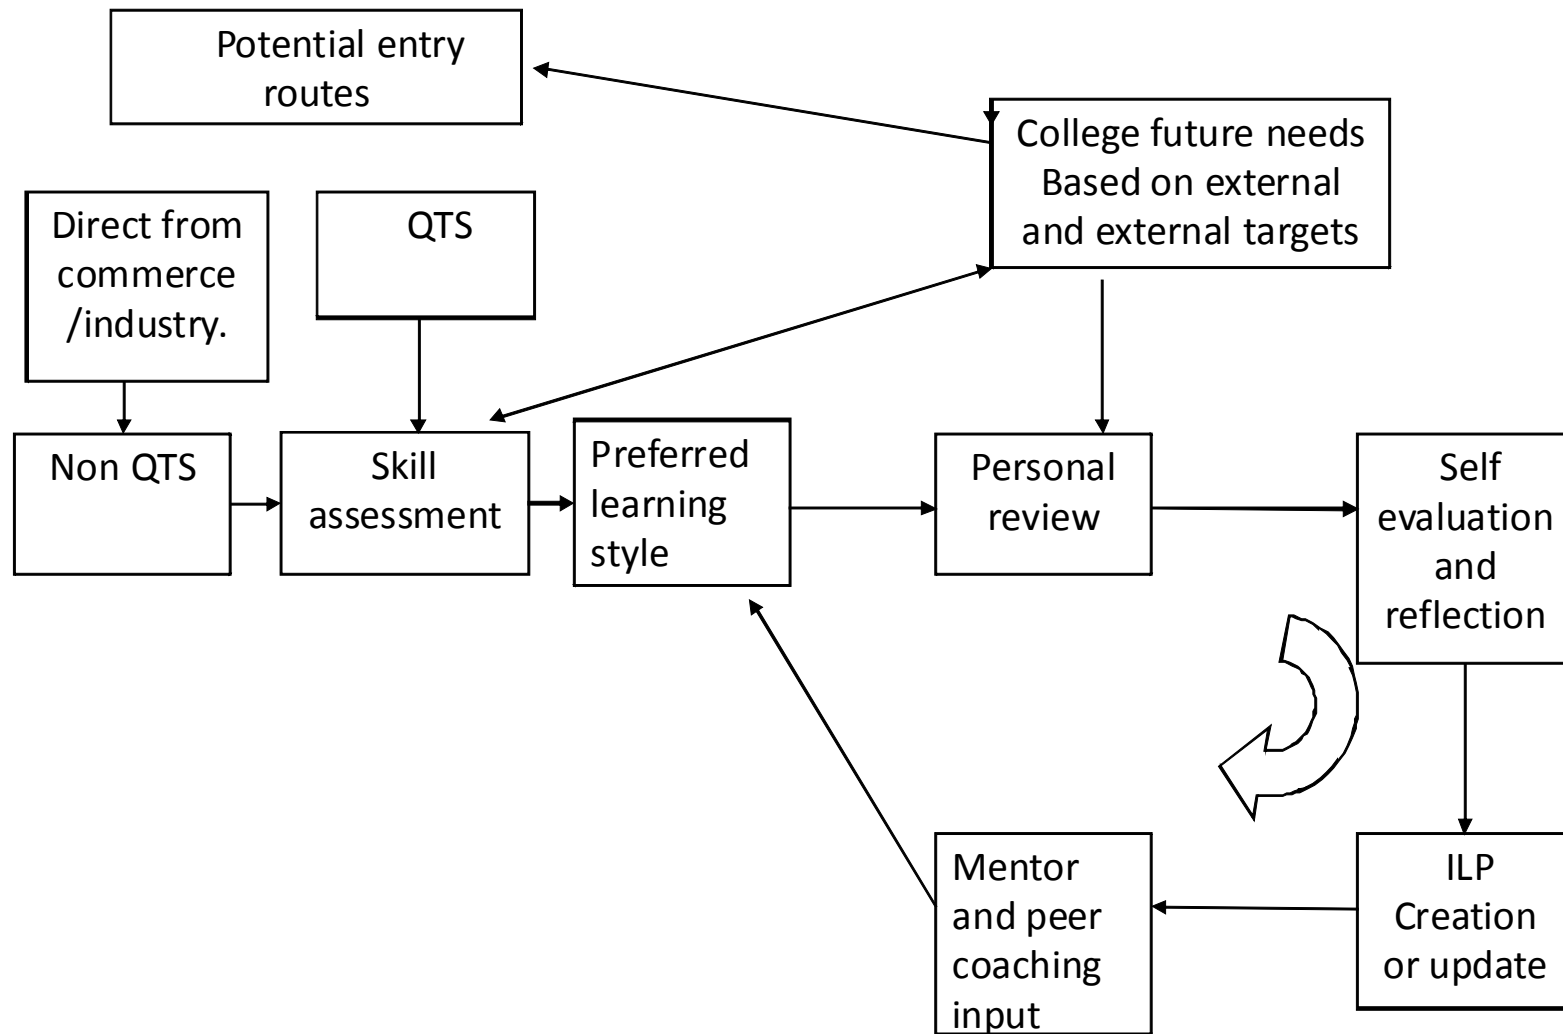 Potential entry
routes
College future needs
Based on external
and external targets
Direct from
commerce
/industry.
QTS
Non QTS
Skill
assessment
Preferred
learning
style
Personal
review
Self
evaluation
and
reflection
Mentor
and peer
coaching
input
ILP
Creation
or update